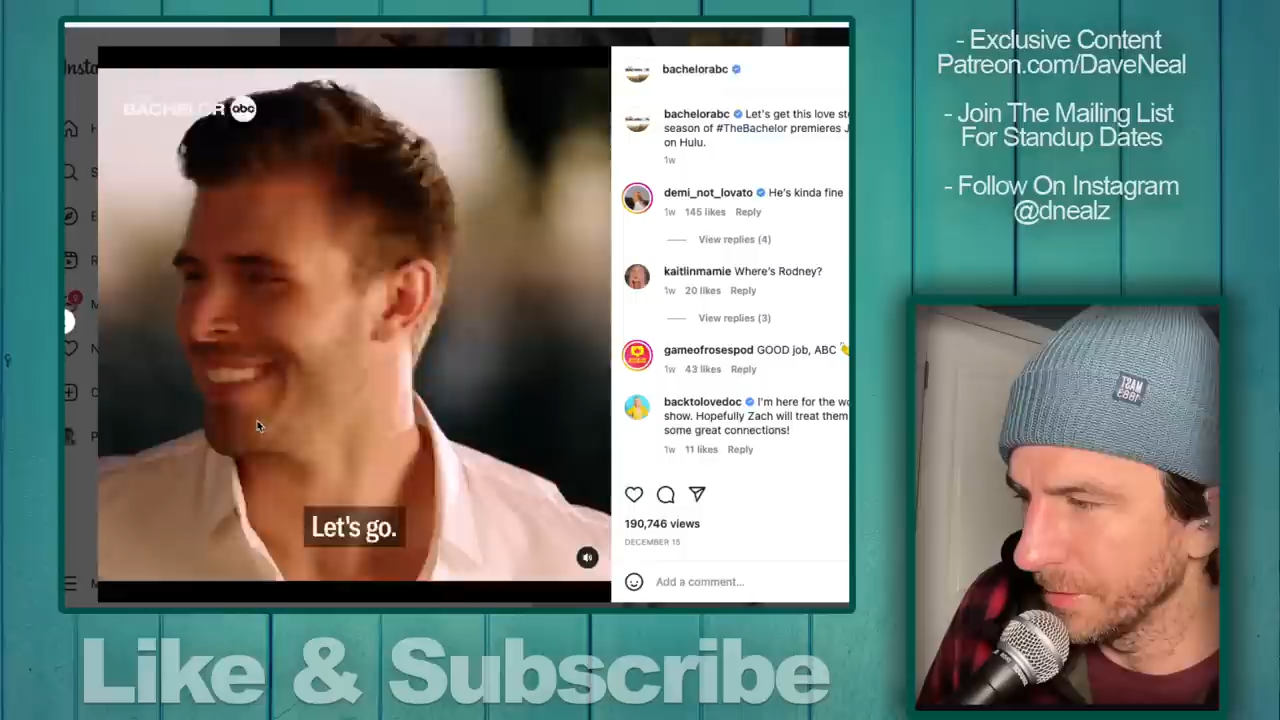 Insta
BACHELOR abc
Let's go.
bachelorabc
bachelorabc Let's get this love
season of #TheBachelor premieres
on Hulu.
1w
demi_not_lovato He's kinda fine
1w 145 likes Reply
View replies (4)
kaitlinmamie Where's Rodney?
1w 20 likes Reply
View replies (3)
gameofrosespod GOOD job, ABC
1w 43 likes Reply
backtolovedoc I'm here for the
show. Hopefully Zach will treat them
some great connections!
1w 11 likes Reply
190,746 views
DECEMBER 15
Add a comment...
- Exclusive Content
Patreon.com/DaveNeal
- Join The Mailing List
For Standup Dates
- Follow On Instagram
@dnealz
Like & Subscribe